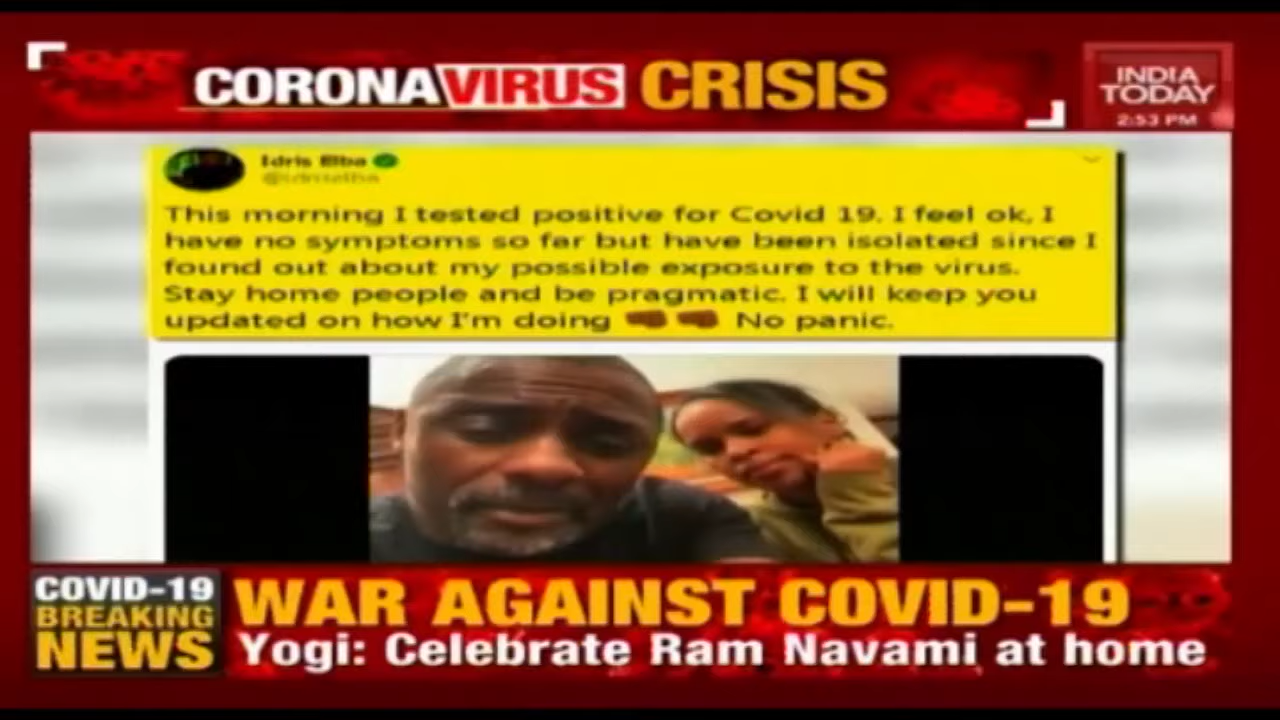 CORONAVIRUS CRISIS
INDIA
TODAY
2:53 PM
Idris Elba
@idriselba
This morning I tested positive for Covid 19. I feel ok, I
have no symptoms so far but have been isolated since I
found out about my possible exposure to the virus.
Stay home people and be pragmatic. I will keep you
updated on how I'm doing 👊🏾👊🏾 No panic.
COVID-19
BREAKING
NEWS
WAR AGAINST COVID-19
Yogi: Celebrate Ram Navami at home